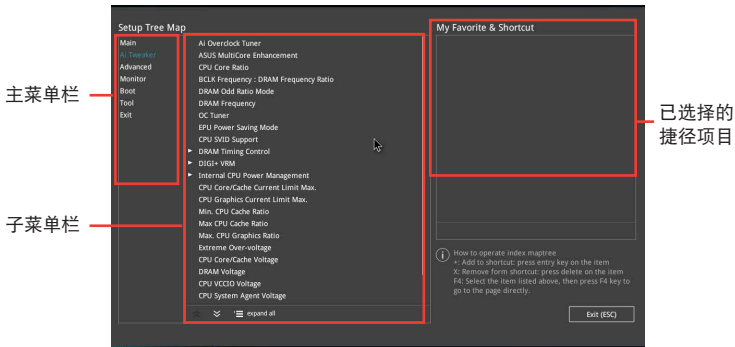 Setup Tree Map
Main
Ai Tweaker
Advanced
Monitor
Boot
Tool
Exit
Ai Overclock Tuner
ASUS MultiCore Enhancement
CPU Core Ratio
BCLK Frequency : DRAM Frequency Ratio
DRAM Odd Ratio Mode
DRAM Frequency
OC Tuner
EPU Power Saving Mode
CPU SVID Support
DRAM Timing Control
DIGI+ VRM
Internal CPU Power Management
CPU Core/Cache Current Limit Max.
CPU Graphics Current Limit Max.
Min. CPU Cache Ratio
Max CPU Cache Ratio
Max. CPU Graphics Ratio
Extreme Over-voltage
CPU Core/Cache Voltage
DRAM Voltage
CPU VCCIO Voltage
CPU System Agent Voltage
expand all
My Favorite & Shortcut
How to operate index maptree
+: Add to shortcut: press entry key on the item
X: Remove form shortcut: press delete on the item
F4: Select the item listed above, then press F4 key to
go to the page directly.
Exit (ESC)
主菜单栏
子菜单栏
已选择的
捷径项目